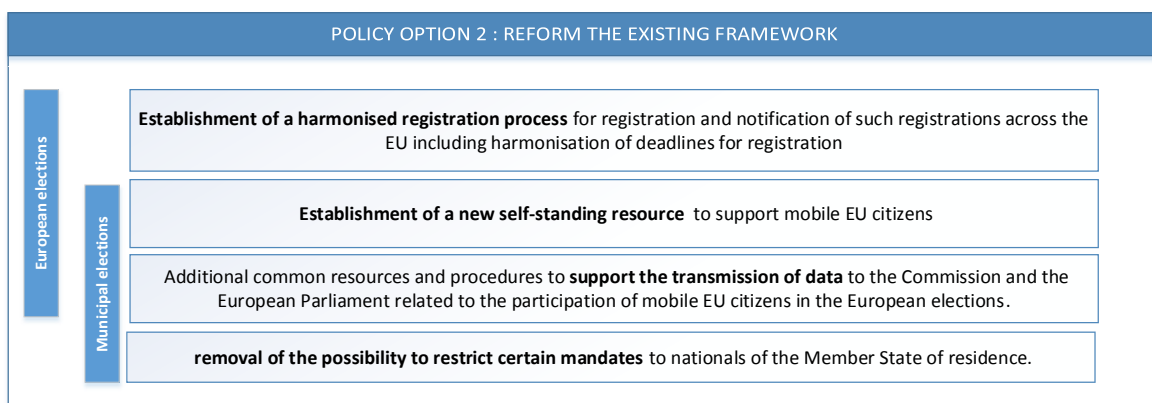 POLICY OPTION 2 : REFORM THE EXISTING FRAMEWORK
European elections
Municipal elections
Establishment of a harmonised registration process for registration and notification of such registrations across the
EU including harmonisation of deadlines for registration
Establishment of a new self-standing resource to support mobile EU citizens
Additional common resources and procedures to support the transmission of data to the Commission and the
European Parliament related to the participation of mobile EU citizens in the European elections.
removal of the possibility to restrict certain mandates to nationals of the Member State of residence.